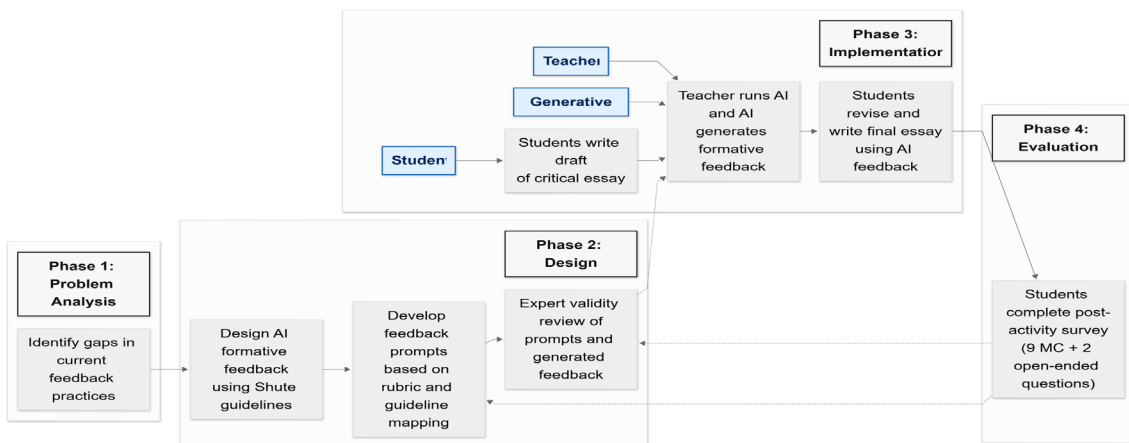 Phase 1:
Problem
Analysis
Identify gaps in
current
feedback
practices
Phase 2:
Design
Design AI
formative
feedback
using Shute
guidelines
Develop
feedback
prompts
based on
rubric and
guideline
mapping
Expert validity
review of
prompts and
generated
feedback
Phase 3:
Implementation
Teacher
Generative
Student
Students write
draft
of critical essay
Teacher runs AI
and AI
generates
formative
feedback
Students
revise and
write final essay
using AI
feedback
Phase 4:
Evaluation
Students
complete post-
activity survey
(9 MC + 2
open-ended
questions)